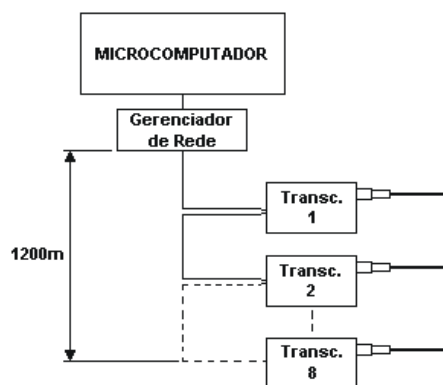 MICROCOMPUTADOR
Gerenciador
de Rede
1200m
Transc.
1
Transc.
2
Transc.
8